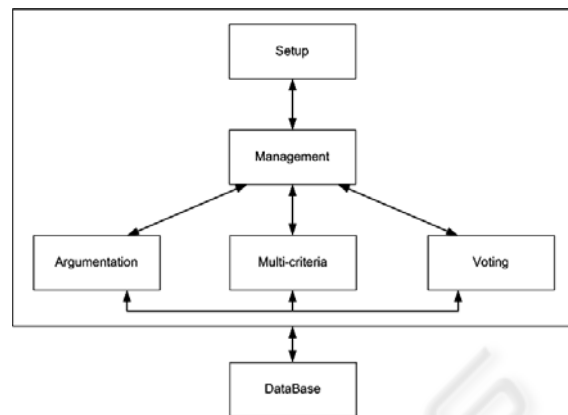 Setup
Management
Argumentation
Multi-criteria
Voting
DataBase